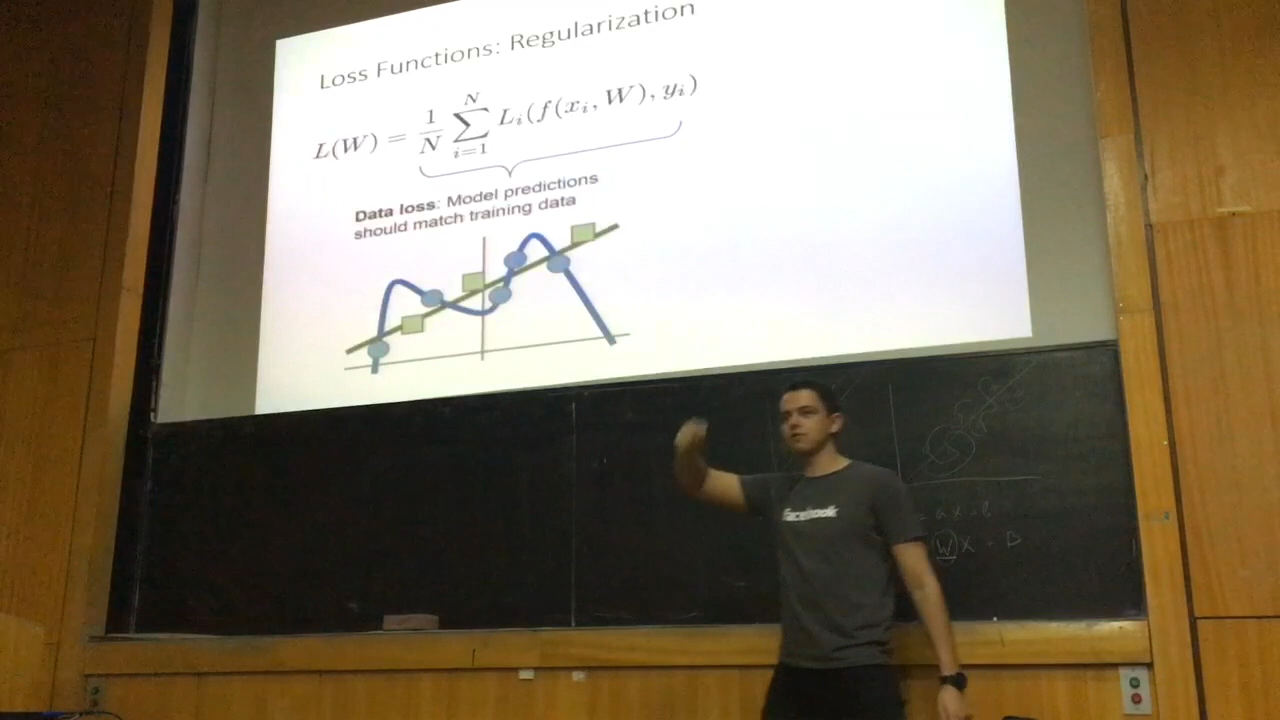 Loss Functions: Regularization
L(W) = \frac{1}{N} \sum_{i=1}^{N} L_i(f(x_i, W), y_i)
Data loss: Model predictions
should match training data
facebook
WX + B